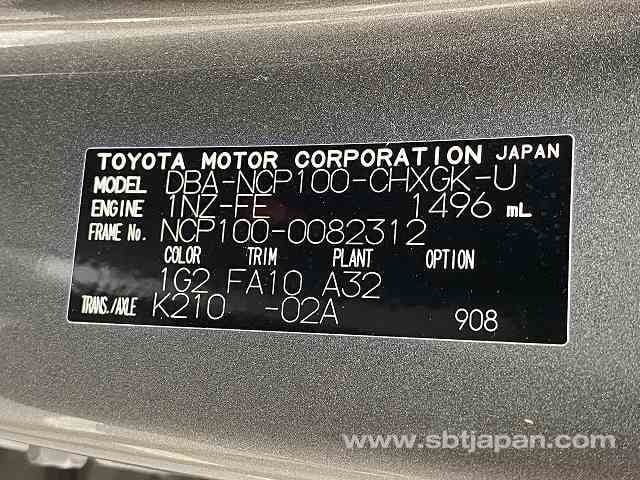 TOYOTA MOTOR CORPORATION JAPAN
MODEL DBA-NCP100-CHXGK-U
ENGINE 1NZ-FE 1496 mL
FRAME No. NCP100-0082312
COLOR TRIM PLANT OPTION
1G2 FA10 A32
TRANS./AXLE K210 -02A 908
www.sbtjapan.com